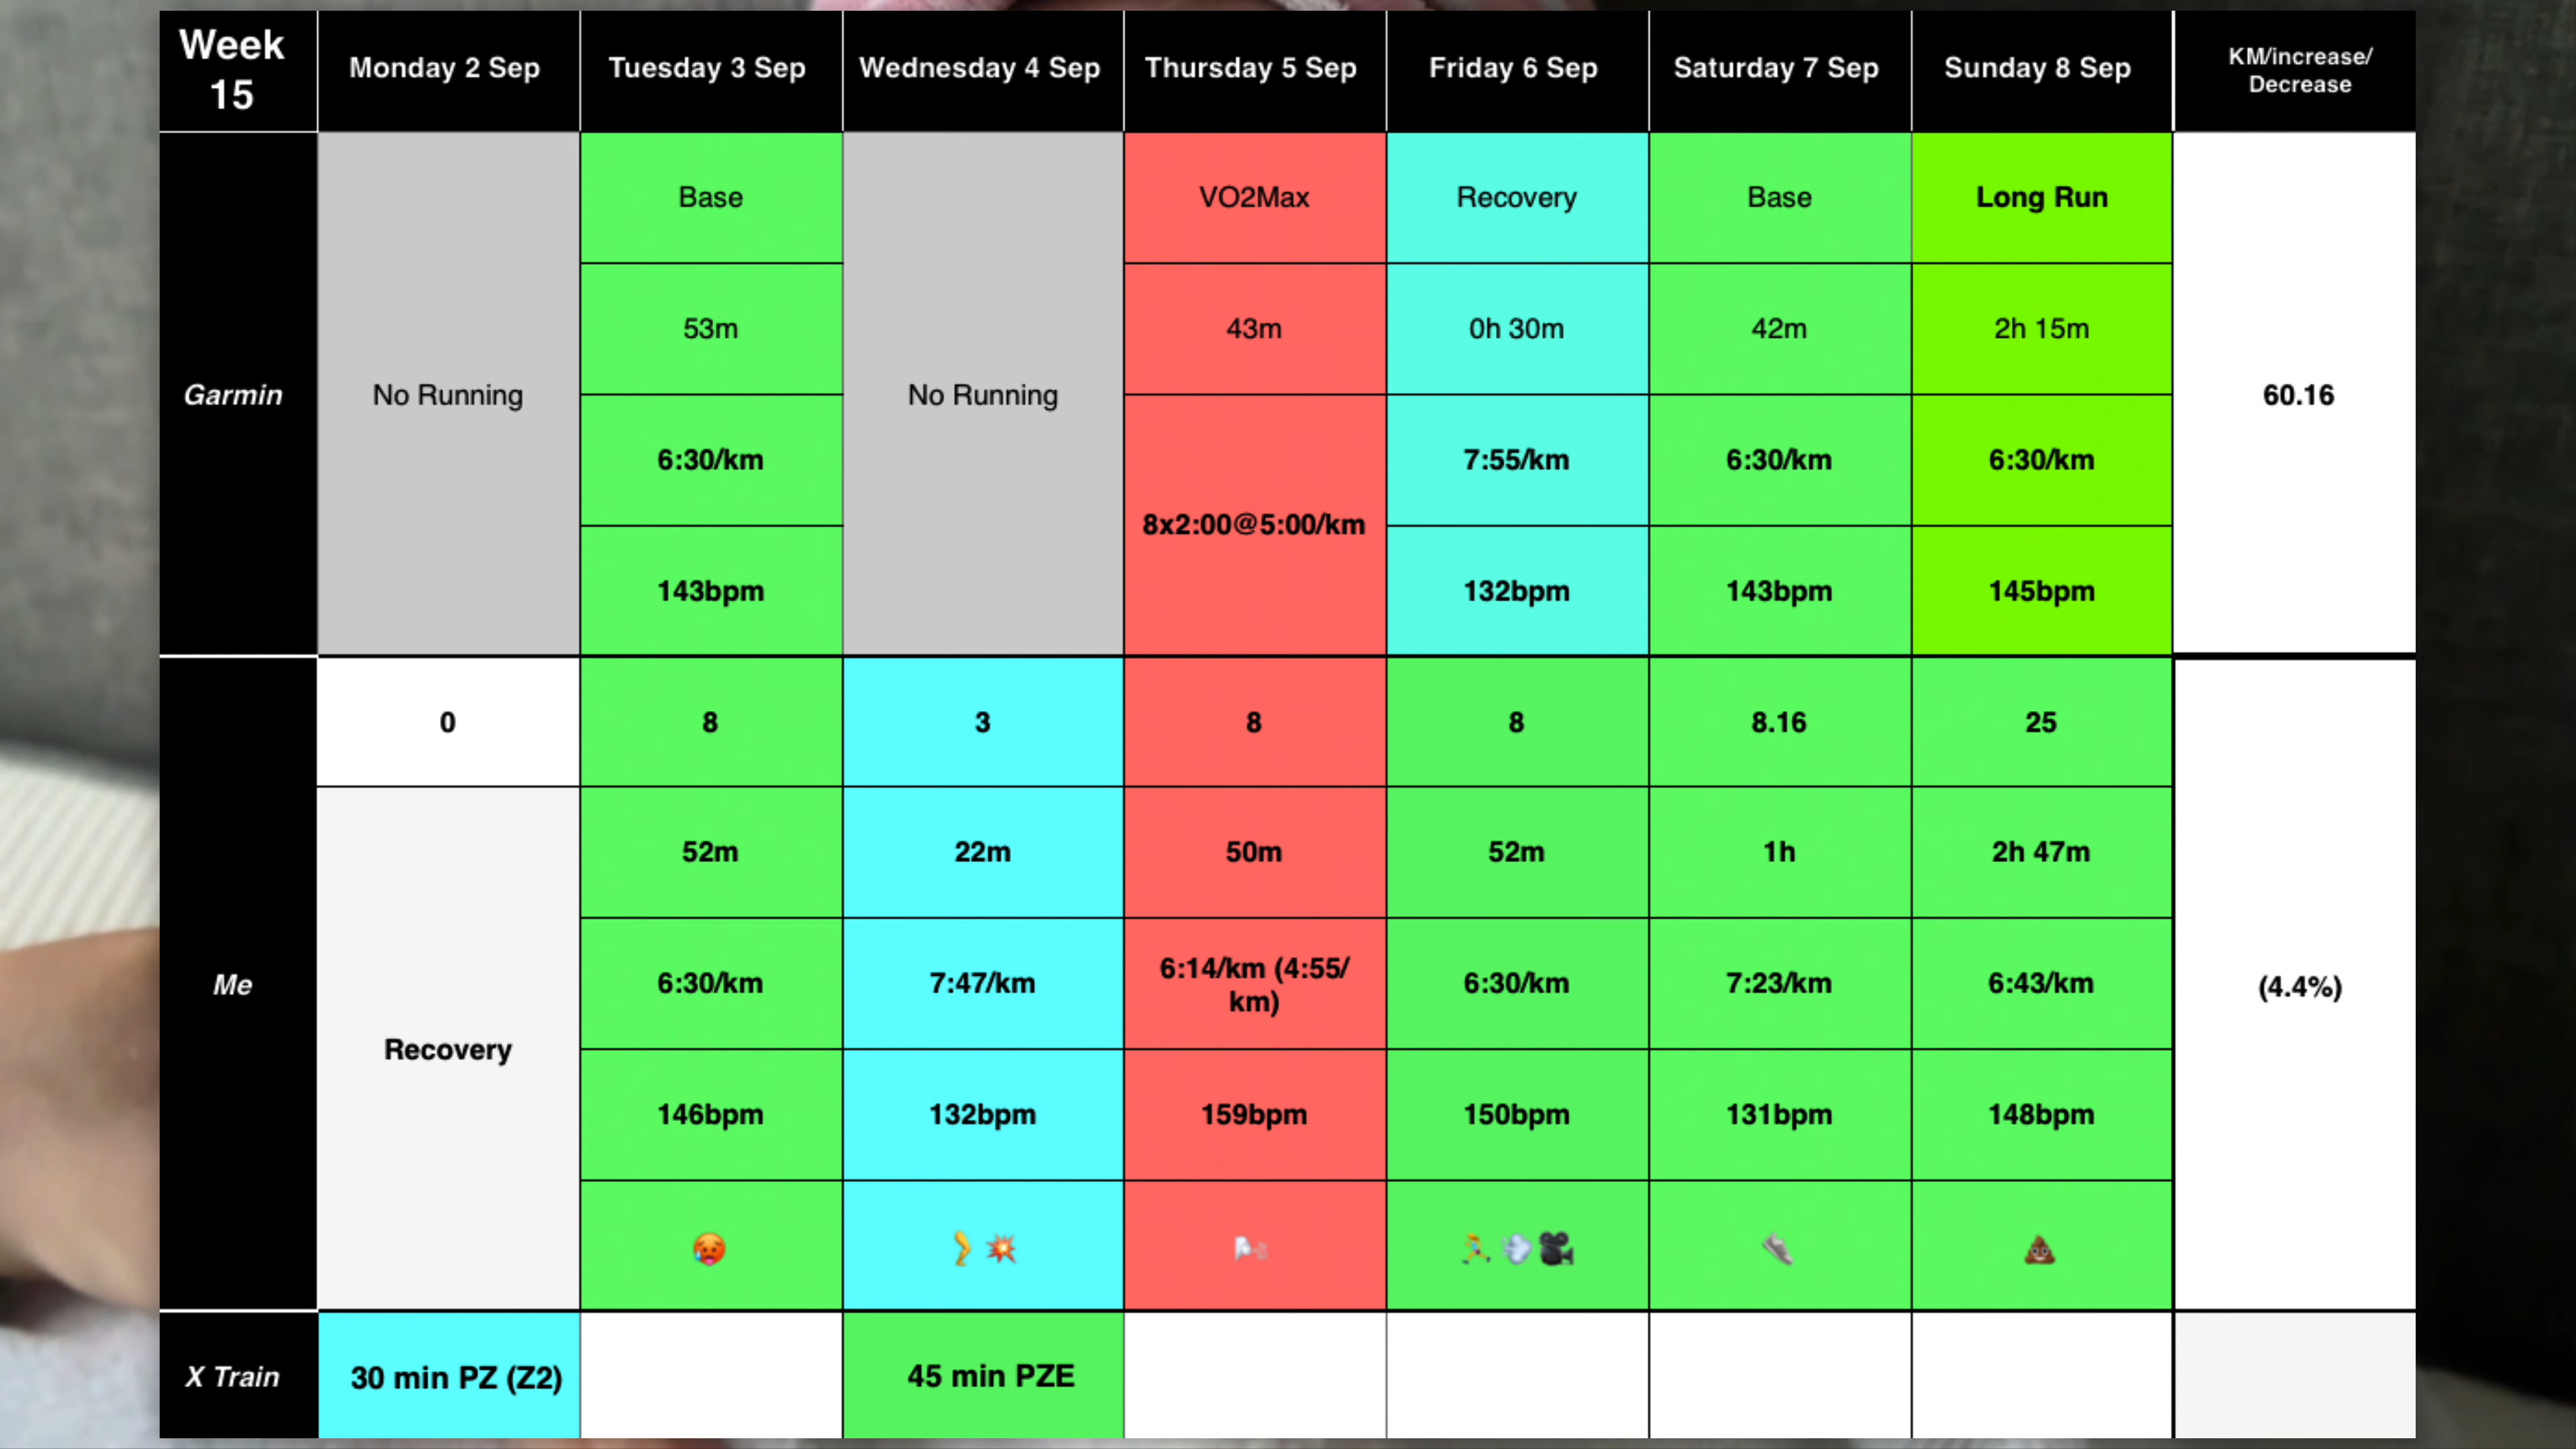 Week
15
Monday 2 Sep
Tuesday 3 Sep
Wednesday 4 Sep
Thursday 5 Sep
Friday 6 Sep
Saturday 7 Sep
Sunday 8 Sep
KM/increase/
Decrease
Garmin
No Running
Base
No Running
VO2Max
Recovery
Base
Long Run
53m
43m
0h 30m
42m
2h 15m
60.16
6:30/km
8x2:00@5:00/km
7:55/km
6:30/km
6:30/km
143bpm
132bpm
143bpm
145bpm
Me
0
8
3
8
8
8.16
25
Recovery
52m
22m
50m
52m
1h
2h 47m
6:30/km
7:47/km
6:14/km (4:55/
km)
6:30/km
7:23/km
6:43/km
(4.4%)
146bpm
132bpm
159bpm
150bpm
131bpm
148bpm
X Train
30 min PZ (Z2)
45 min PZE